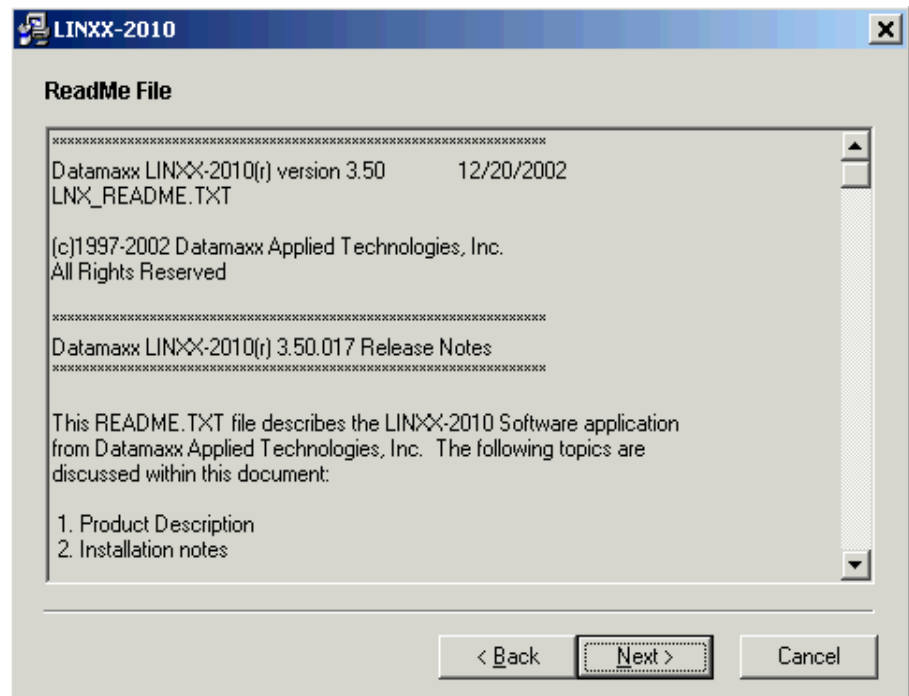 LINXX-2010
ReadMe File
******************************************************************
Datamaxx LINXX-2010(r) version 3.50 12/20/2002
LNX_README.TXT
(c)1997-2002 Datamaxx Applied Technologies, Inc.
All Rights Reserved
******************************************************************
Datamaxx LINXX-2010(r) 3.50.017 Release Notes
******************************************************************
This README.TXT file describes the LINXX-2010 Software application
from Datamaxx Applied Technologies, Inc. The following topics are
discussed within this document:
1. Product Description
2. Installation notes
< Back Next > Cancel